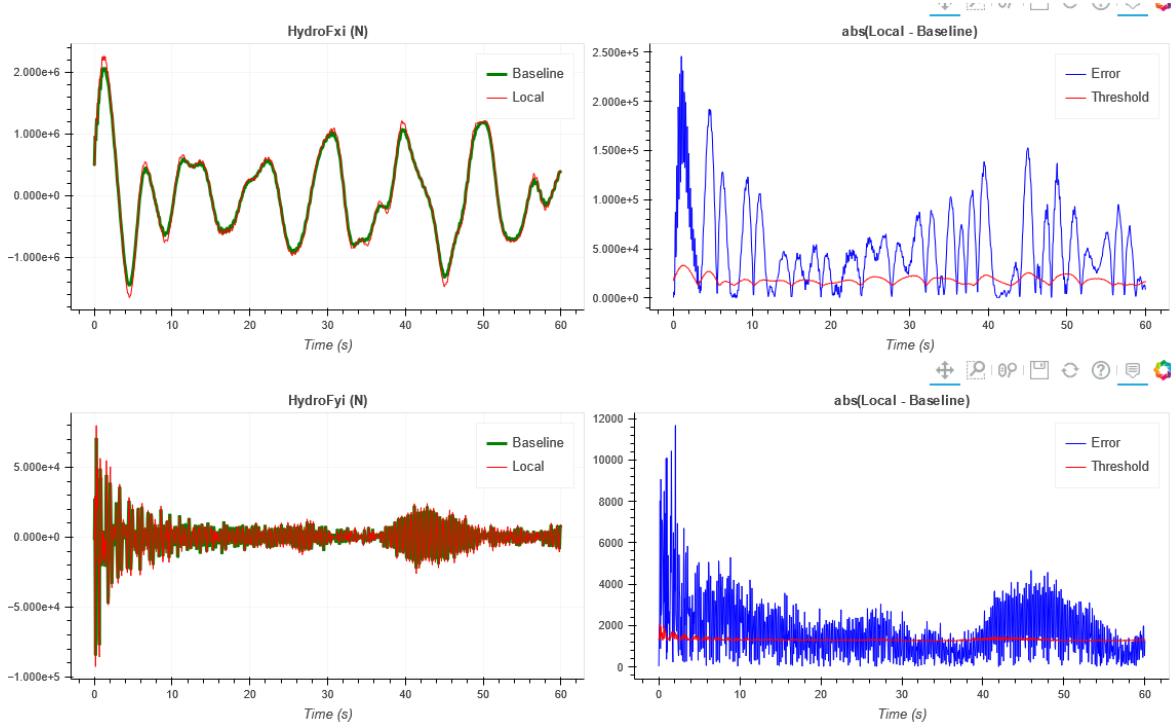 HydroFxi (N)
2.000e+6
1.000e+6
0.000e+0
−1.000e+6
Baseline
Local
0 10 20 30 40 50 60
Time (s)
abs(Local - Baseline)
2.500e+5
2.000e+5
1.500e+5
1.000e+5
5.000e+4
0.000e+0
Error
Threshold
0 10 20 30 40 50 60
Time (s)
HydroFyi (N)
5.000e+4
0.000e+0
−5.000e+4
−1.000e+5
Baseline
Local
0 10 20 30 40 50 60
Time (s)
abs(Local - Baseline)
12000
10000
8000
6000
4000
2000
0
Error
Threshold
0 10 20 30 40 50 60
Time (s)